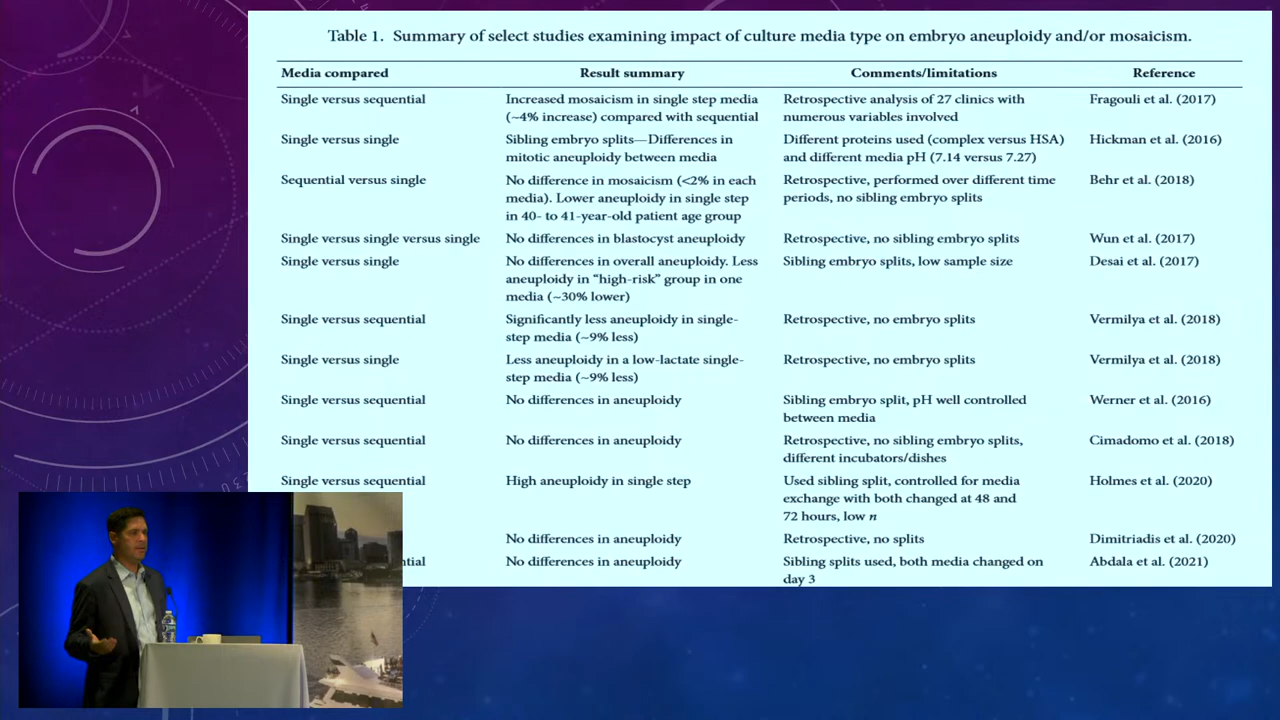 Table 1. Summary of select studies examining impact of culture media type on embryo aneuploidy and/or mosaicism.
Media compared Result summary Comments/limitations Reference
Single versus sequential Increased mosaicism in single step media Retrospective analysis of 27 clinics with Fragouli et al. (2017)
(~4% increase) compared with sequential numerous variables involved
Single versus single Sibling embryo splits—Differences in Different proteins used (complex versus HSA) Hickman et al. (2016)
mitotic aneuploidy between media and different media pH (7.14 versus 7.27)
Sequential versus single No difference in mosaicism (<2% in each Retrospective, performed over different time Behr et al. (2018)
media). Lower aneuploidy in single step periods, no sibling embryo splits
in 40- to 41-year-old patient age group
Single versus single versus single No differences in blastocyst aneuploidy Retrospective, no sibling embryo splits Wun et al. (2017)
Single versus single No differences in overall aneuploidy. Less Sibling embryo splits, low sample size Desai et al. (2017)
aneuploidy in “high-risk” group in one
media (~30% lower)
Single versus sequential Significantly less aneuploidy in single- Retrospective, no embryo splits Vermilya et al. (2018)
step media (~9% less)
Single versus single Less aneuploidy in a low-lactate single- Retrospective, no embryo splits Vermilya et al. (2018)
step media (~9% less)
Single versus sequential No differences in aneuploidy Sibling embryo split, pH well controlled Werner et al. (2016)
between media
Single versus sequential No differences in aneuploidy Retrospective, no sibling embryo splits, Cimadomo et al. (2018)
different incubators/dishes
Single versus sequential High aneuploidy in single step Used sibling split, controlled for media Holmes et al. (2020)
exchange with both changed at 48 and
72 hours, low n
No differences in aneuploidy Retrospective, no splits Dimitriadis et al. (2020)
ntial No differences in aneuploidy Sibling splits used, both media changed on Abdala et al. (2021)
day 3